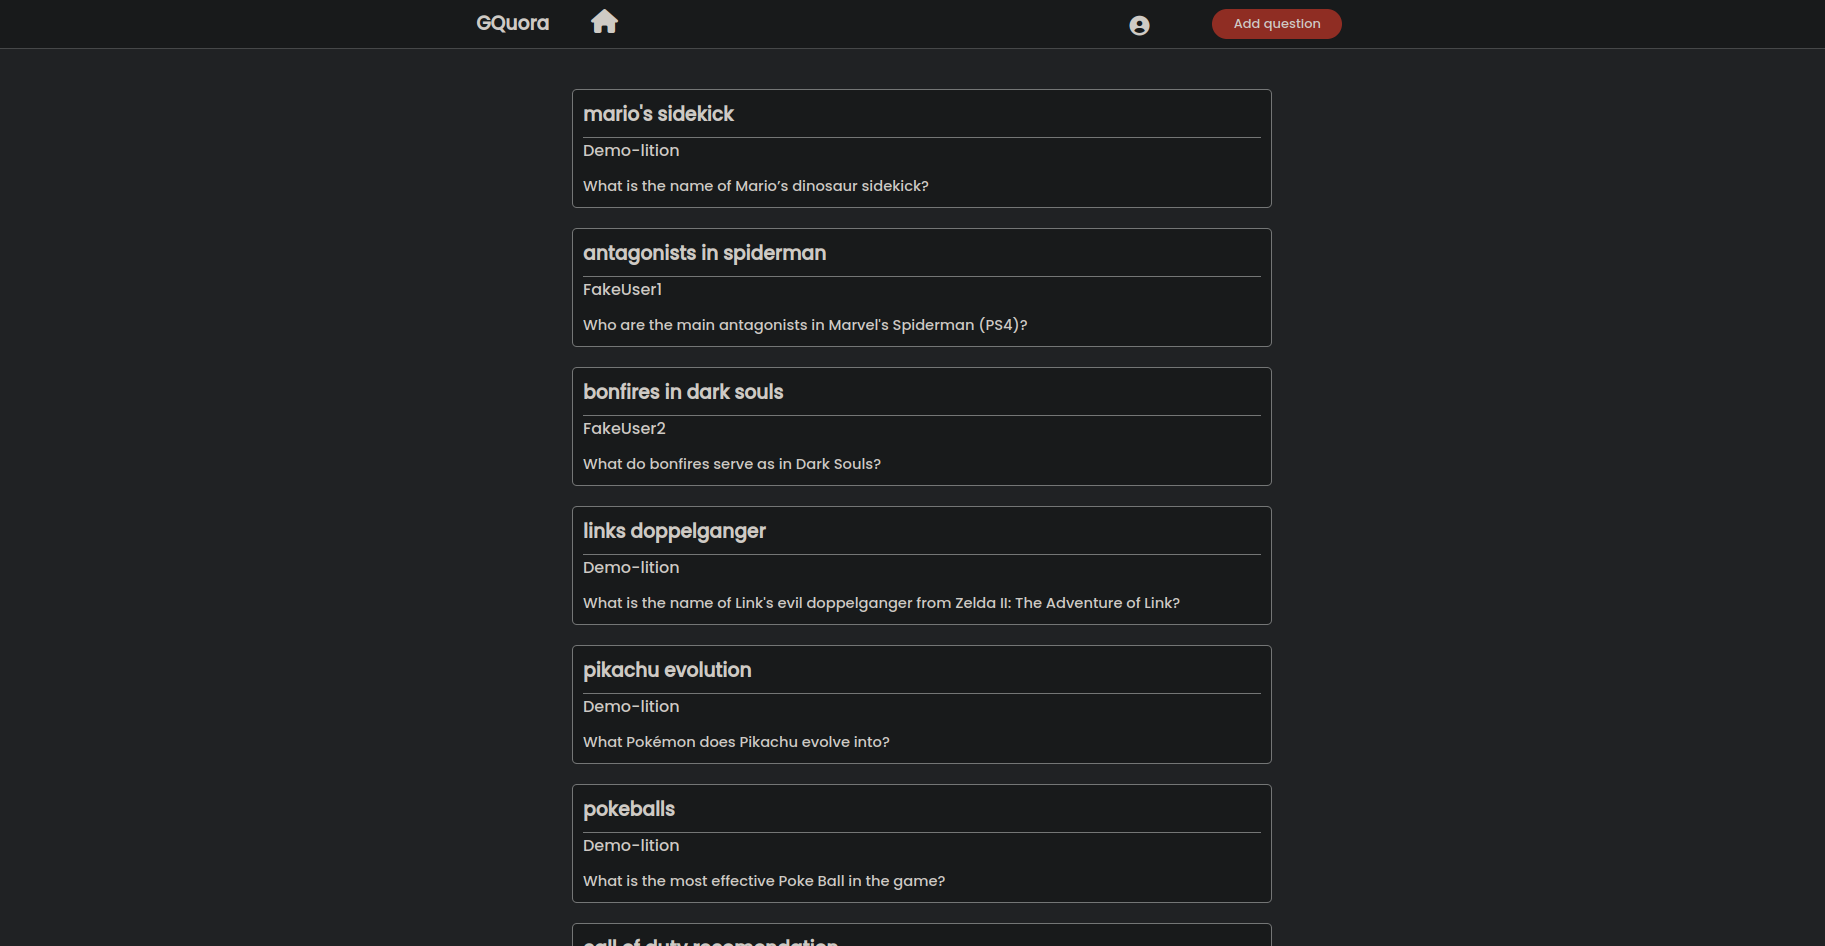 GQuora
Add question
mario's sidekick
Demo-lition
What is the name of Mario’s dinosaur sidekick?
antagonists in spiderman
FakeUser1
Who are the main antagonists in Marvel's Spiderman (PS4)?
bonfires in dark souls
FakeUser2
What do bonfires serve as in Dark Souls?
links doppelganger
Demo-lition
What is the name of Link's evil doppelganger from Zelda II: The Adventure of Link?
pikachu evolution
Demo-lition
What Pokémon does Pikachu evolve into?
pokeballs
Demo-lition
What is the most effective Poke Ball in the game?
call of duty recomendation